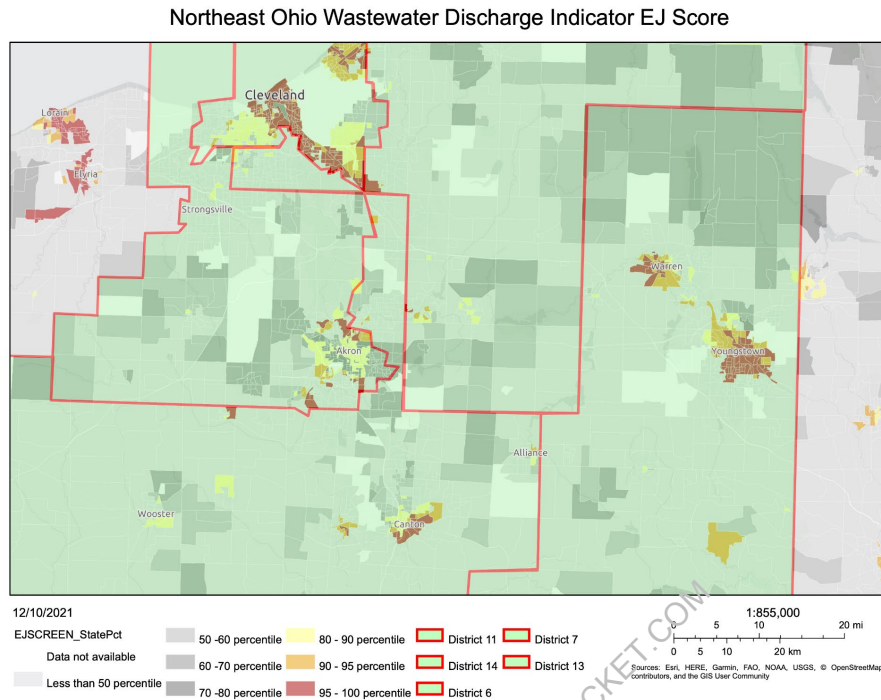 Northeast Ohio Wastewater Discharge Indicator EJ Score
Cleveland
Lorain
Elyria
Strongsville
Warren
Akron
Youngstown
Alliance
Wooster
Canton
12/10/2021
EJSCREEN_StatePct
Data not available
Less than 50 percentile
50 -60 percentile
60 -70 percentile
70 -80 percentile
80 - 90 percentile
90 - 95 percentile
95 - 100 percentile
District 11
District 14
District 6
District 7
District 13
1:855,000
0 5 10 20 mi
0 5 10 20 km
Sources: Esri, HERE, Garmin, FAO, NOAA, USGS, © OpenStreetMap
contributors, and the GIS User Community
CKET.COM